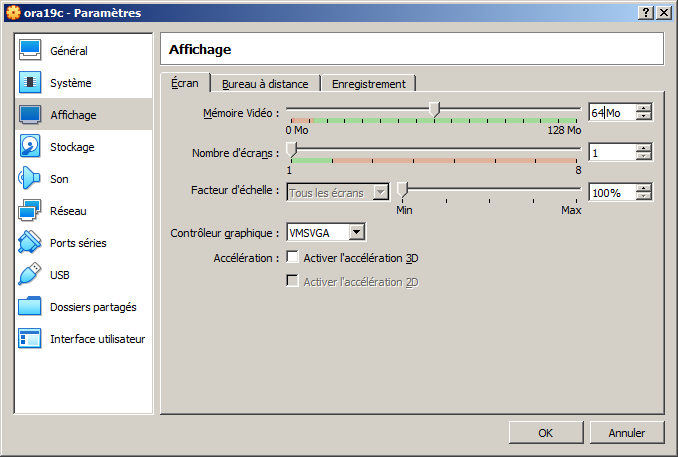 ora19c - Paramètres
Général
Système
Affichage
Stockage
Son
Réseau
Ports séries
USB
Dossiers partagés
Interface utilisateur
Affichage
Écran Bureau à distance Enregistrement
Mémoire Vidéo : 64 Mo
0 Mo 128 Mo
Nombre d'écrans : 1
1 8
Facteur d'échelle : Tous les écrans 100%
Min Max
Contrôleur graphique : VMSVGA
Accélération : Activer l'accélération 3D
Activer l'accélération 2D
OK Annuler